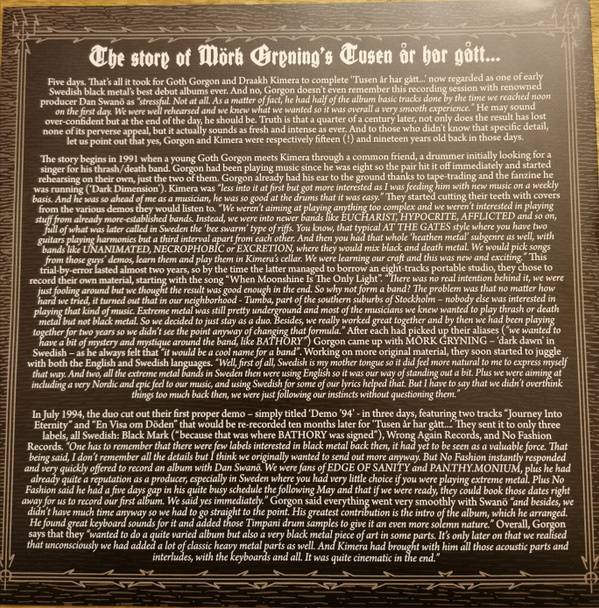 The story of Mörk Gryning's Tusen år har gått...
Five days. That's all it took for Goth Gorgon and Draakh Kimera to complete 'Tusen år har gått...' now regarded as one of early
Swedish black metal's best debut albums ever. And no, Gorgon doesn't even remember this recording session with renowned
producer Dan Swanö as "stressful. Not at all. As a matter of fact, he had half of the album basic tracks done by the time we reached noon
on the first day. We were well rehearsed and we knew what we wanted so it was overall a very smooth experience." He may sound
over-confident but at the end of the day, he should be. Truth is that a quarter of a century later, not only does the result has lost
none of its perverse appeal, but it actually sounds as fresh and intense as ever. And to those who didn't know that specific detail,
let us point out that yes, Gorgon and Kimera were respectively fifteen (!) and nineteen years old back in those days.
The story begins in 1991 when a young Goth Gorgon meets Kimera through a common friend, a drummer initially looking for a
singer for his thrash/death band. Gorgon had been playing music since he was eight so the pair hit it off immediately and started
rehearsing on their own, just the two of them. Gorgon already had his ear to the ground thanks to tape-trading and the fanzine he
was running ('Dark Dimension'). Kimera was "less into it at first but got more interested as I was feeding him with new music on a weekly
basis. And he was so ahead of me as a musician, he was so good at the drums that it was easy." They started cutting their teeth with covers
from the various demos they would listen to. "We weren't aiming at playing anything too complex and we weren't interested in playing
stuff from already more-established bands. Instead, we were into newer bands like EUCHARIST, HYPOCRITE, AFFLICTED and so on,
full of what was later called in Sweden the 'bee swarm' type of riffs. You know, that typical AT THE GATES style where you have two
guitars playing harmonies but a third interval apart from each other. And then you had that whole 'heathen metal' subgenre as well, with
bands like UNANIMATED, NECROPHOBIC or EXCRETION, where they would mix black and death metal. We would pick songs
from those guys' demos, learn them and play them in Kimera's cellar. We were learning our craft and this was new and exciting." This
trial-by-error lasted almost two years, so by the time the latter managed to borrow an eight-tracks portable studio, they chose to
record their own material, starting with the song "When Moonshine Is The Only Light". "There was no real intention behind it, we were
just fooling around but we thought the result was good enough in the end. So why not form a band? The problem was that no matter how
hard we tried, it turned out that in our neighborhood - Tumba, part of the southern suburbs of Stockholm – nobody else was interested in
playing that kind of music. Extreme metal was still pretty underground and most of the musicians we knew wanted to play thrash or death
metal but not black metal. So we decided to just stay as a duo. Besides, we really worked great together and by then we had been playing
together for two years so we didn't see the point anyway of changing that formula." After each had picked up their aliases ("we wanted to
have a bit of mystery and mystique around the band, like BATHORY") Gorgon came up with MÖRK GRYNING – 'dark dawn' in
Swedish – as he always felt that "it would be a cool name for a band". Working on more original material, they soon started to juggle
with both the English and Swedish languages. "Well, first of all, Swedish is my mother tongue so it did feel more natural to me to express myself
that way. And two, all the extreme metal bands in Sweden then were using English so it was our way of standing out a bit. Plus we were aiming at
including a very Nordic and epic feel to our music, and using Swedish for some of our lyrics helped that. But I have to say that we didn't overthink
things too much back then, we were just following our instincts without questioning them."
In July 1994, the duo cut out their first proper demo – simply titled 'Demo '94' - in three days, featuring two tracks "Journey Into
Eternity" and "En Visa om Döden" that would be re-recorded ten months later for 'Tusen år har gått...' They sent it to only three
labels, all Swedish: Black Mark ("because that was where BATHORY was signed"), Wrong Again Records, and No Fashion
Records. "One has to remember that there were few labels interested in black metal back then, it had yet to be seen as a valuable force. That
being said, I don't remember all the details but I think we originally wanted to send out more anyway. But No Fashion instantly responded
and very quickly offered to record an album with Dan Swanö. We were fans of EDGE OF SANITY and PAN.THY.MONIUM, plus he had
already quite a reputation as a producer, especially in Sweden where you had very little choice if you were playing extreme metal. Plus No
Fashion said he had a five days gap in his quite busy schedule the following May and that if we were ready, they could book those dates right
away for us to record our first album. We said yes immediately." Gorgon said everything went very smoothly with Swanö "and besides, we
didn't have much time anyway so we had to go straight to the point. His greatest contribution is the intro of the album, which he arranged.
He found great keyboard sounds for it and added those Timpani drum samples to give it an even more solemn nature." Overall, Gorgon
says that they "wanted to do a quite varied album but also a very black metal piece of art in some parts. It's only later on that we realised
that unconsciously we had added a lot of classic heavy metal parts as well. And Kimera had brought with him all those acoustic parts and
interludes, with the keyboards and all. It was quite cinematic in the end."